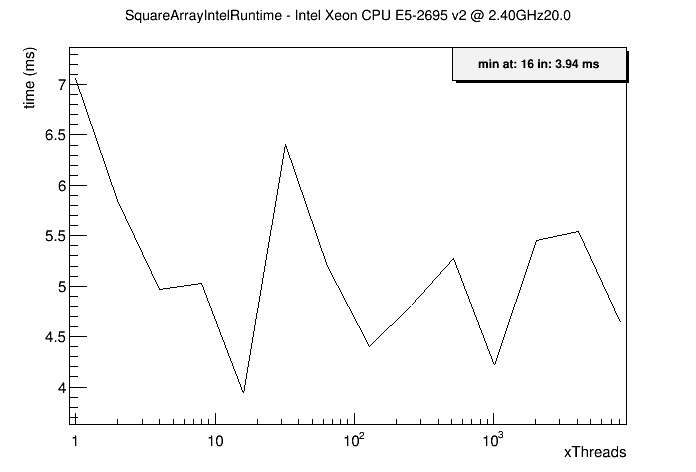 SquareArrayIntelRuntime - Intel Xeon CPU E5-2695 v2 @ 2.40GHz20.0
time (ms)
min at: 16 in: 3.94 ms
7
6.5
6
5.5
5
4.5
4
1 10 10² 10³
xThreads